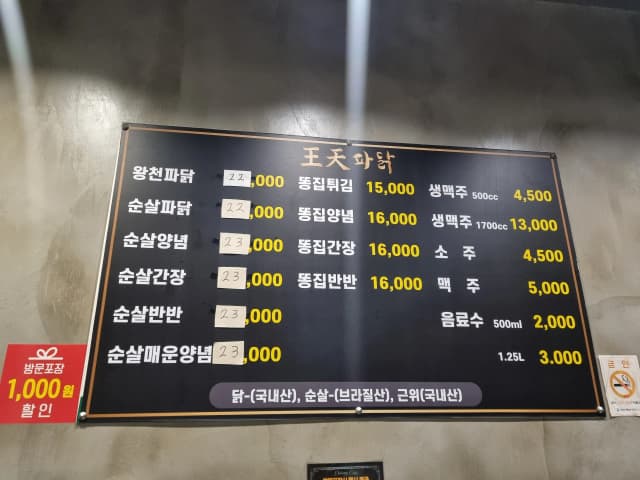 王天파닭
왕천파닭 22,000
순살파닭 22,000
순살양념 23,000
순살간장 23,000
순살반반 23,000
순살매운양념 23,000
똥집튀김 15,000
똥집양념 16,000
똥집간장 16,000
똥집반반 16,000
생맥주 500cc 4,500
생맥주 1700cc 13,000
소 주 4,500
맥 주 5,000
음료수 500ml 2,000
1.25L 3.000
닭-(국내산), 순살-(브라질산), 근위(국내산)
방문포장
1,000원
할인
금 연